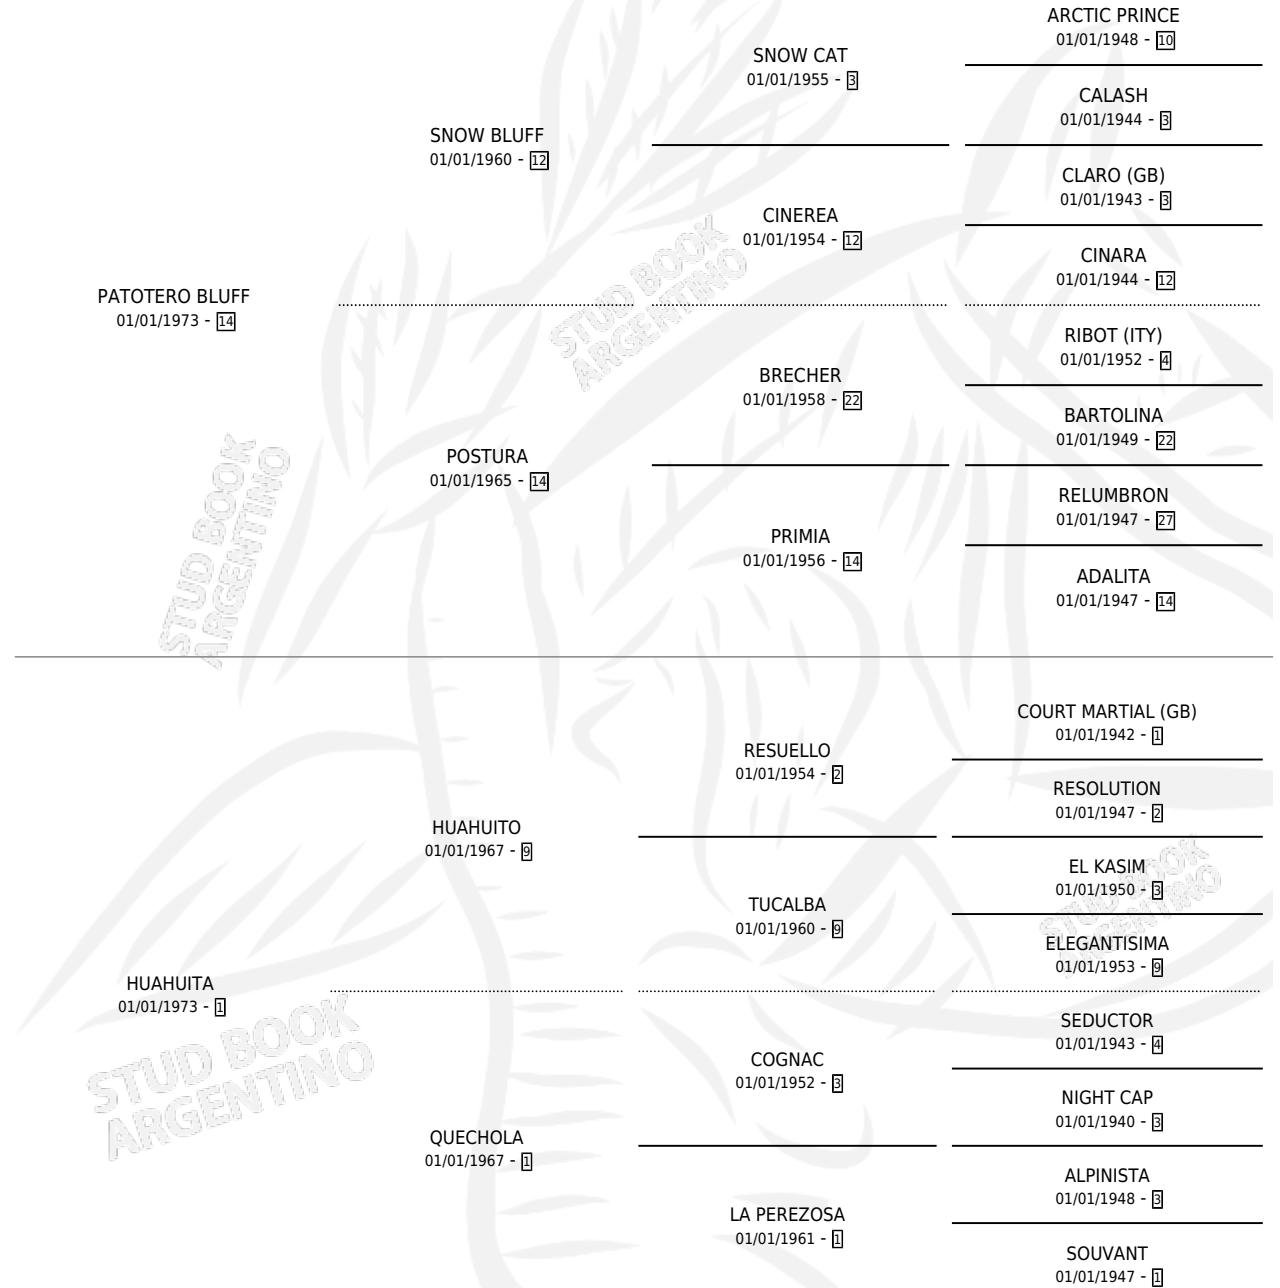 ARCTIC PRINCE
01/01/1948 - 10
SNOW CAT
01/01/1955 - 3
CALASH
01/01/1944 - 3
SNOW BLUFF
01/01/1960 - 12
CLARO (GB)
01/01/1943 - 3
CINEREA
01/01/1954 - 12
CINARA
01/01/1944 - 12
PATOTERO BLUFF
01/01/1973 - 14
RIBOT (ITY)
01/01/1952 - 4
BRECHER
01/01/1958 - 22
BARTOLINA
01/01/1949 - 22
POSTURA
01/01/1965 - 14
RELUMBRON
01/01/1947 - 27
PRIMIA
01/01/1956 - 14
ADALITA
01/01/1947 - 14
STUD BOOK
ARGENTINO
STUD BOOK
ARGENTINO
COURT MARTIAL (GB)
01/01/1942 - 1
RESUELLO
01/01/1954 - 2
RESOLUTION
01/01/1947 - 2
HUAHUITO
01/01/1967 - 9
EL KASIM
01/01/1950 - 3
TUCALBA
01/01/1960 - 9
ELEGANTISIMA
01/01/1953 - 9
HUAHUITA
01/01/1973 - 1
SEDUCTOR
01/01/1943 - 4
COGNAC
01/01/1952 - 3
NIGHT CAP
01/01/1940 - 3
QUECHOLA
01/01/1967 - 1
ALPINISTA
01/01/1948 - 3
LA PEREZOSA
01/01/1961 - 1
SOUVANT
01/01/1947 - 1
STUD BOOK
ARGENTINO
STUD BOOK
ARGENTINO